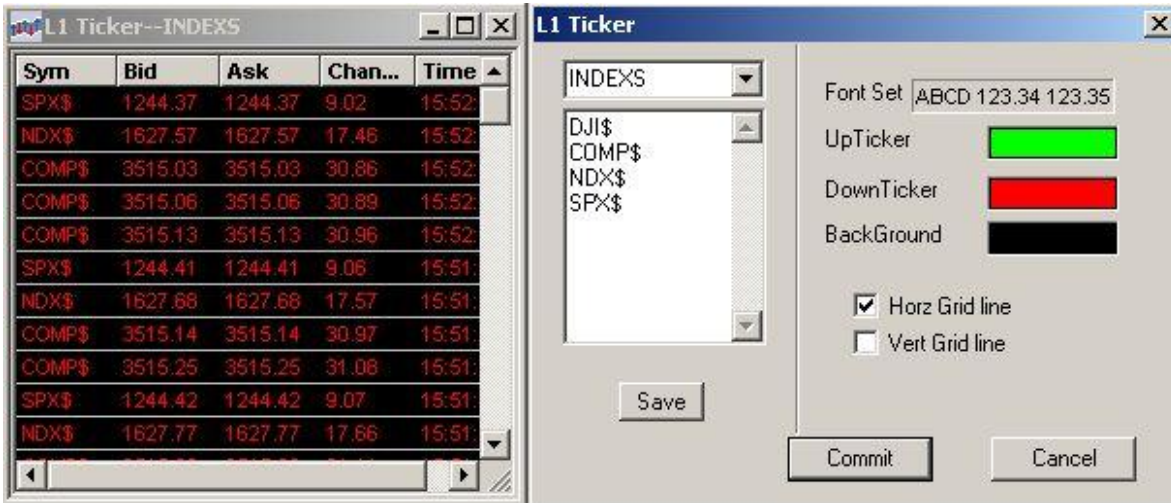 L1 Ticker--INDEXS
Sym Bid Ask Chan... Time
SPX$ 1244.37 1244.37 9.02 15:52:
NDX$ 1627.57 1627.57 17.46 15:52:
COMP$ 3515.03 3515.03 30.86 15:52:
COMP$ 3515.06 3515.06 30.89 15:52:
COMP$ 3515.13 3515.13 30.96 15:52:
SPX$ 1244.41 1244.41 9.06 15:51:
NDX$ 1627.68 1627.68 17.57 15:51:
COMP$ 3515.14 3515.14 30.97 15:51:
COMP$ 3515.25 3515.25 31.08 15:51:
SPX$ 1244.42 1244.42 9.07 15:51:
NDX$ 1627.77 1627.77 17.66 15:51:
L1 Ticker
INDEXS
DJI$
COMP$
NDX$
SPX$
Save
Font Set ABCD 123.34 123.35
UpTicker
DownTicker
BackGround
Horz Grid line
Vert Grid line
Commit Cancel